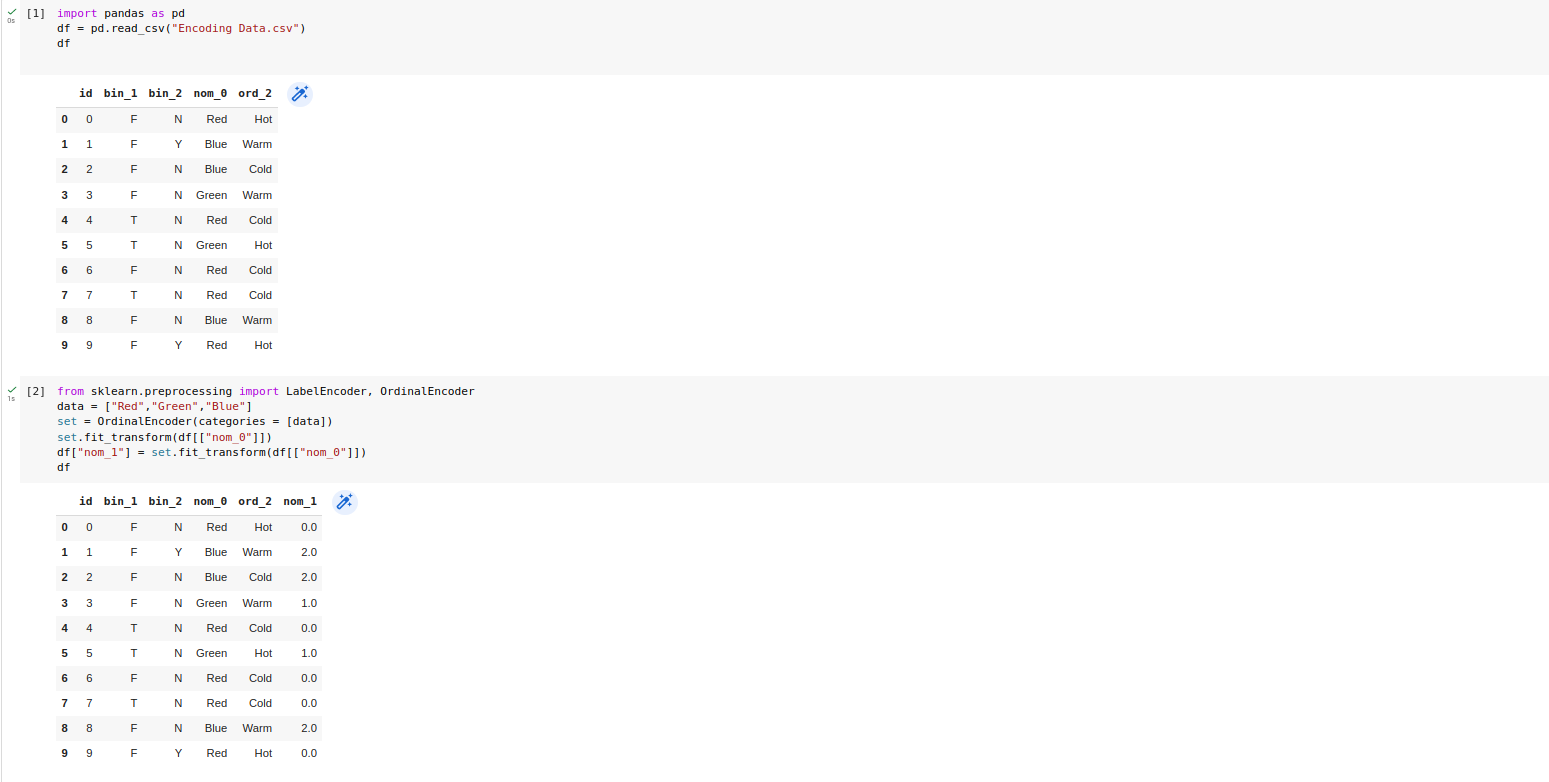 [1] import pandas as pd
0s
df = pd.read_csv("Encoding Data.csv")
df
id bin_1 bin_2 nom_0 ord_2
0 0 F N Red Hot
1 1 F Y Blue Warm
2 2 F N Blue Cold
3 3 F N Green Warm
4 4 T N Red Cold
5 5 T N Green Hot
6 6 F N Red Cold
7 7 T N Red Cold
8 8 F N Blue Warm
9 9 F Y Red Hot
[2] from sklearn.preprocessing import LabelEncoder, OrdinalEncoder
1s
data = ["Red","Green","Blue"]
set = OrdinalEncoder(categories = [data])
set.fit_transform(df[["nom_0"]])
df["nom_1"] = set.fit_transform(df[["nom_0"]])
df
id bin_1 bin_2 nom_0 ord_2 nom_1
0 0 F N Red Hot 0.0
1 1 F Y Blue Warm 2.0
2 2 F N Blue Cold 2.0
3 3 F N Green Warm 1.0
4 4 T N Red Cold 0.0
5 5 T N Green Hot 1.0
6 6 F N Red Cold 0.0
7 7 T N Red Cold 0.0
8 8 F N Blue Warm 2.0
9 9 F Y Red Hot 0.0